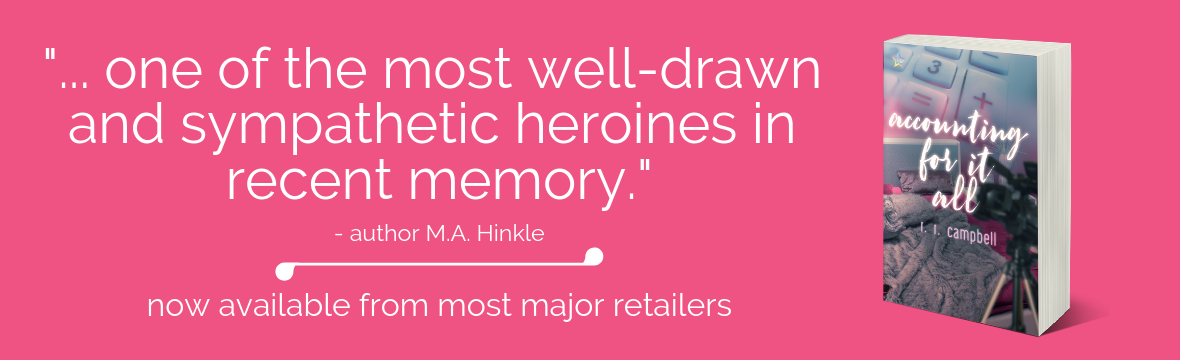 "... one of the most well-drawn
and sympathetic heroines in
recent memory."
- author M.A. Hinkle
now available from most major retailers
3
=
+
accounting
for it
all
campbell